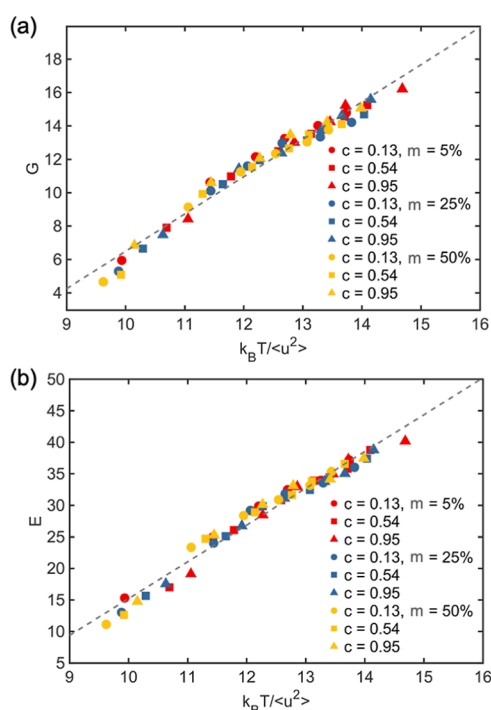 (a)
18
16
14
12
10
8
6
4
G
c = 0.13, m = 5%
c = 0.54
c = 0.95
c = 0.13, m = 25%
c = 0.54
c = 0.95
c = 0.13, m = 50%
c = 0.54
c = 0.95
9 10 11 12 13 14 15 16
k_BT/<u²>
(b)
50
45
40
35
30
25
20
15
10
5
E
c = 0.13, m = 5%
c = 0.54
c = 0.95
c = 0.13, m = 25%
c = 0.54
c = 0.95
c = 0.13, m = 50%
c = 0.54
c = 0.95
9 10 11 12 13 14 15 16
k_BT/<u²>